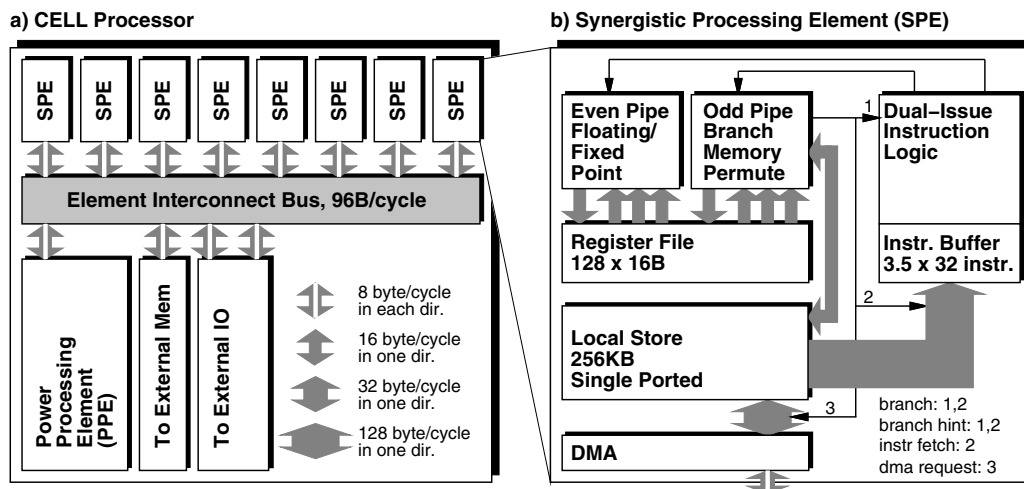 a) CELL Processor
SPE
SPE
SPE
SPE
SPE
SPE
SPE
SPE
Element Interconnect Bus, 96B/cycle
Power
Processing
Element
(PPE)
To External Mem
To External IO
8 byte/cycle
in each dir.
16 byte/cycle
in one dir.
32 byte/cycle
in one dir.
128 byte/cycle
in one dir.
b) Synergistic Processing Element (SPE)
Even Pipe
Floating/
Fixed
Point
Odd Pipe
Branch
Memory
Permute
1
Dual–Issue
Instruction
Logic
Register File
128 x 16B
Instr. Buffer
3.5 x 32 instr.
2
Local Store
256KB
Single Ported
3
DMA
branch: 1,2
branch hint: 1,2
instr fetch: 2
dma request: 3